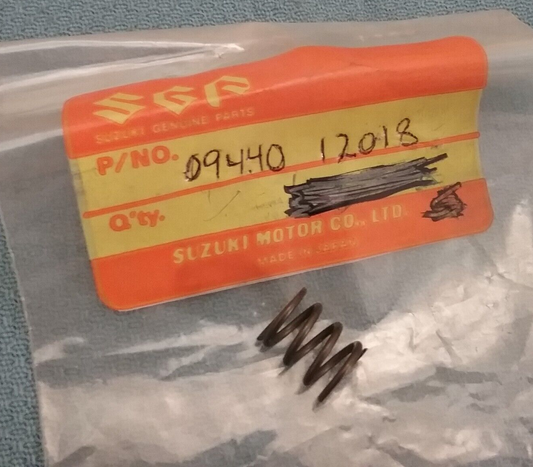 SGP
SUZUKI GENUINE PARTS
P/NO. 09440 12018
Q'ty.
SUZUKI MOTOR CO., LTD.
MADE IN JAPAN